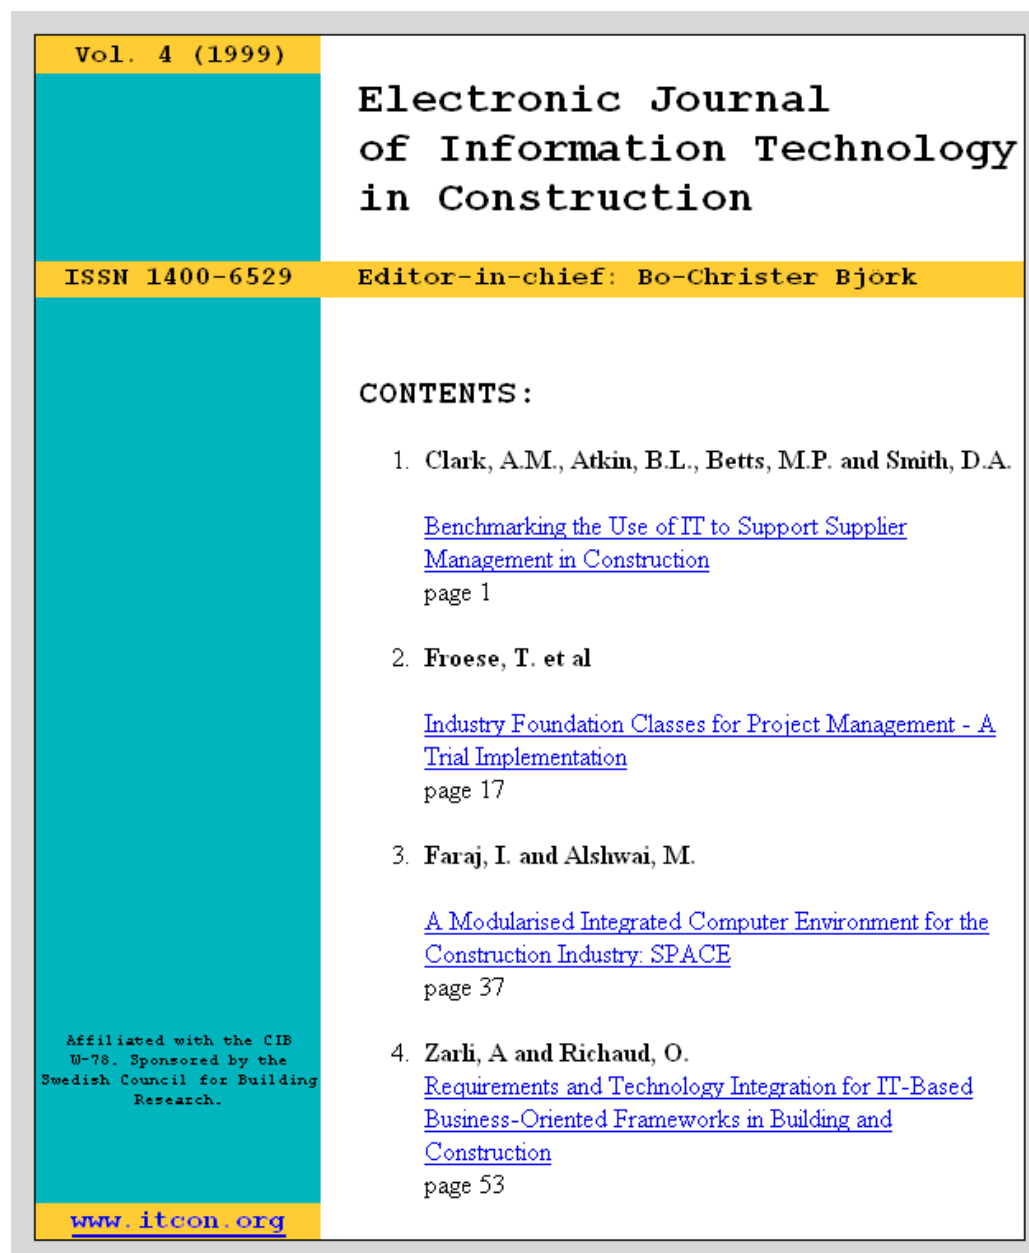 Vol. 4 (1999)
Electronic Journal
of Information Technology
in Construction
ISSN 1400-6529
Editor-in-chief: Bo-Christer Björk
CONTENTS:
1. Clark, A.M., Atkin, B.L., Betts, M.P. and Smith, D.A.
Benchmarking the Use of IT to Support Supplier
Management in Construction
page 1
2. Froese, T. et al
Industry Foundation Classes for Project Management - A
Trial Implementation
page 17
3. Faraj, I. and Alshwai, M.
A Modularised Integrated Computer Environment for the
Construction Industry: SPACE
page 37
4. Zarli, A and Richaud, O.
Requirements and Technology Integration for IT-Based
Business-Oriented Frameworks in Building and
Construction
page 53
Affiliated with the CIB
W-78. Sponsored by the
Swedish Council for Building
Research.
www.itcon.org